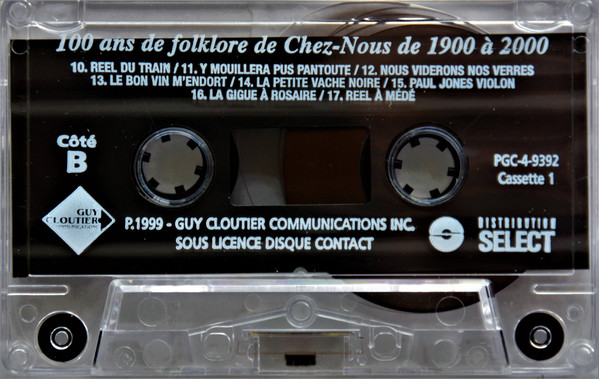 100 ans de folklore de Chez-Nous de 1900 à 2000
10. REEL DU TRAIN / 11. Y MOUILLERA PUS PANTOUTE / 12. NOUS VIDERONS NOS VERRES
13. LE BON VIN M'ENDORT / 14. LA PETITE VACHE NOIRE / 15. PAUL JONES VIOLON
16. LA GIGUE À ROSAIRE / 17. REEL À MÉDÉ
Côté
B
PGC-4-9392
Cassette 1
GUY
CLOUTIER
COMMUNICATIONS
P.1999 - GUY CLOUTIER COMMUNICATIONS INC.
SOUS LICENCE DISQUE CONTACT
DISTRIBUTION
SELECT